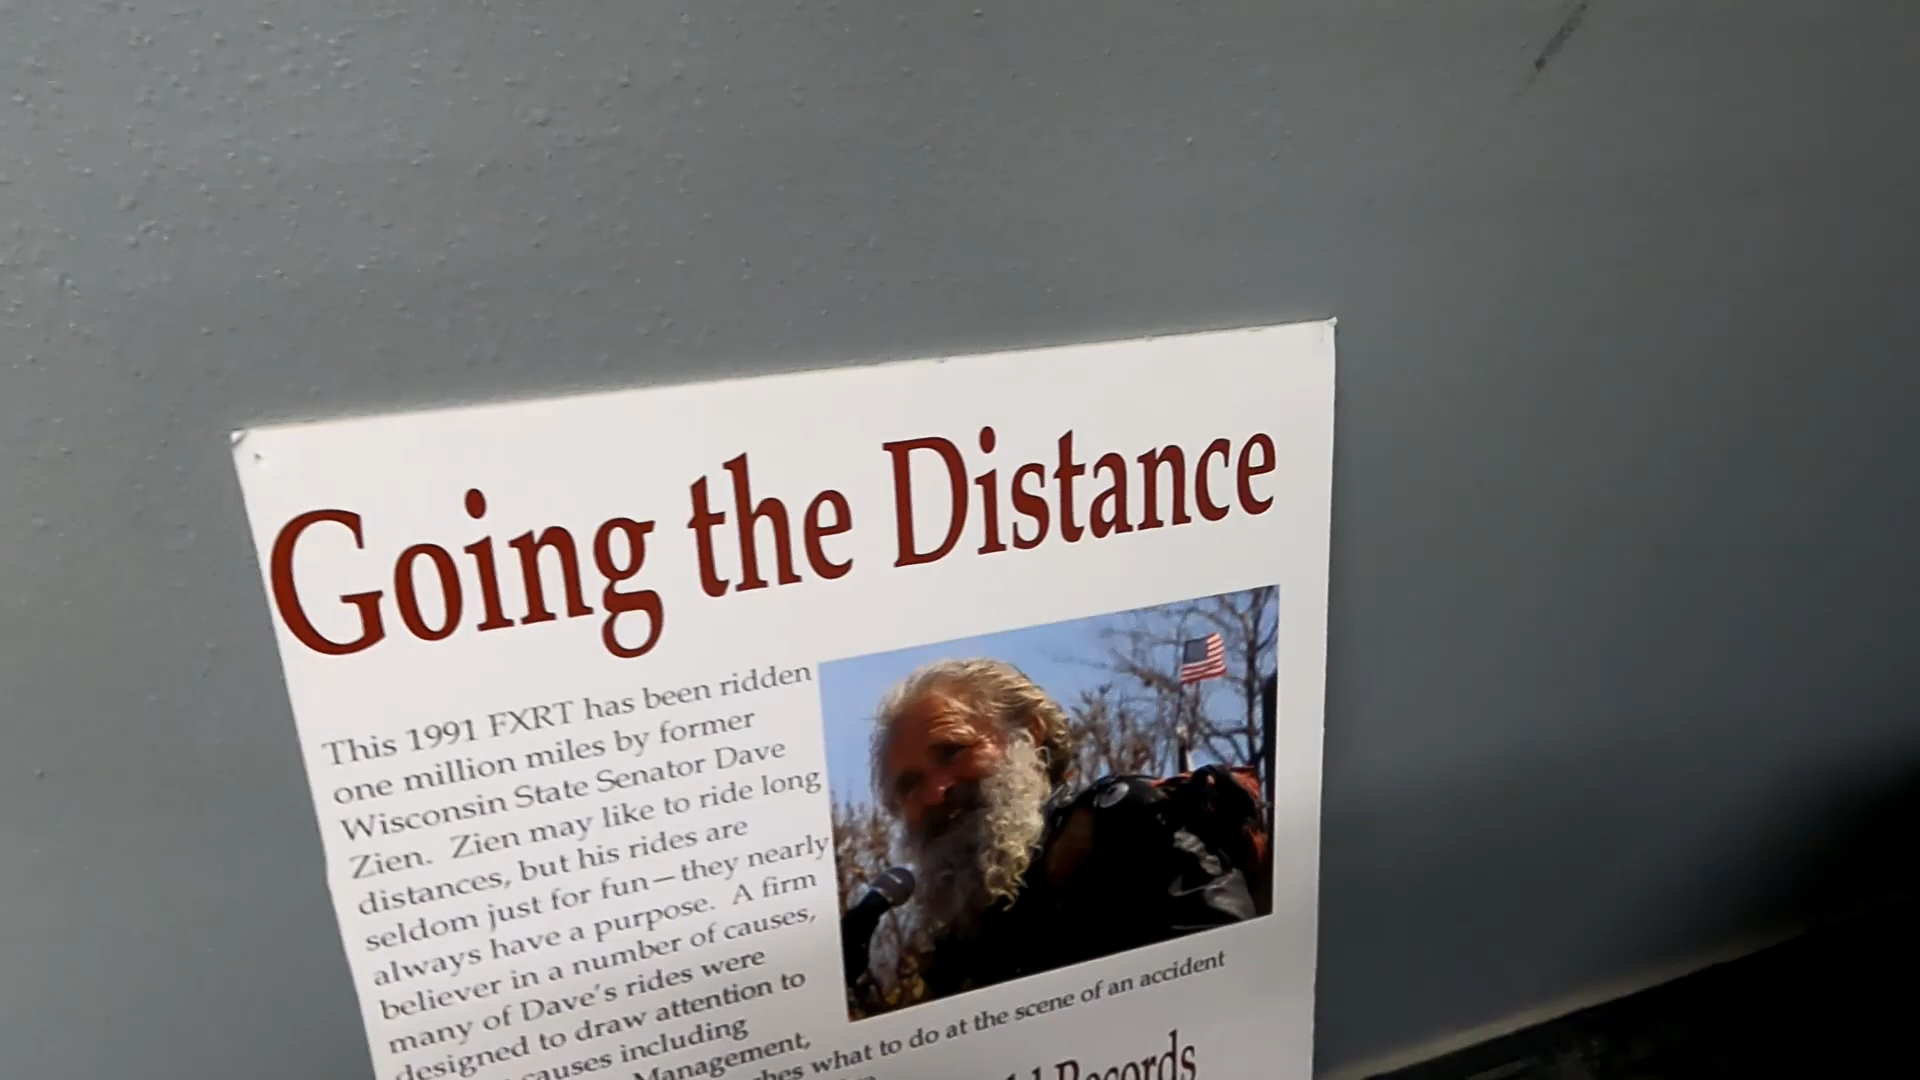 Going the Distance
This 1991 FXRT has been ridden
one million miles by former
Wisconsin State Senator Dave
Zien. Zien may like to ride long
distances, but his rides are
seldom just for fun—they nearly
always have a purpose. A firm
believer in a number of causes,
many of Dave's rides were
designed to draw attention to
causes including
Management,
what to do at the scene of an accident
Records